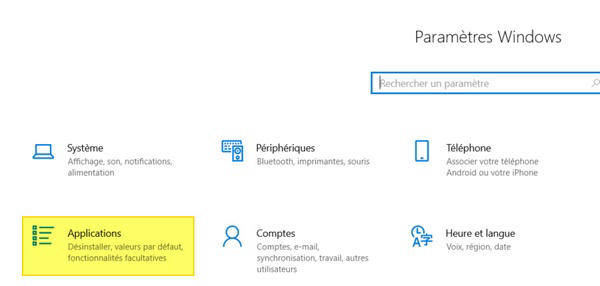 Paramètres Windows
Rechercher un paramètre
Système
Affichage, son, notifications,
alimentation
Périphériques
Bluetooth, imprimantes, souris
Téléphone
Associer votre téléphone
Android ou votre iPhone
Applications
Désinstaller, valeurs par défaut,
fonctionnalités facultatives
Comptes
Comptes, e-mail,
synchronisation, travail, autres
utilisateurs
Heure et langue
Voix, région, date